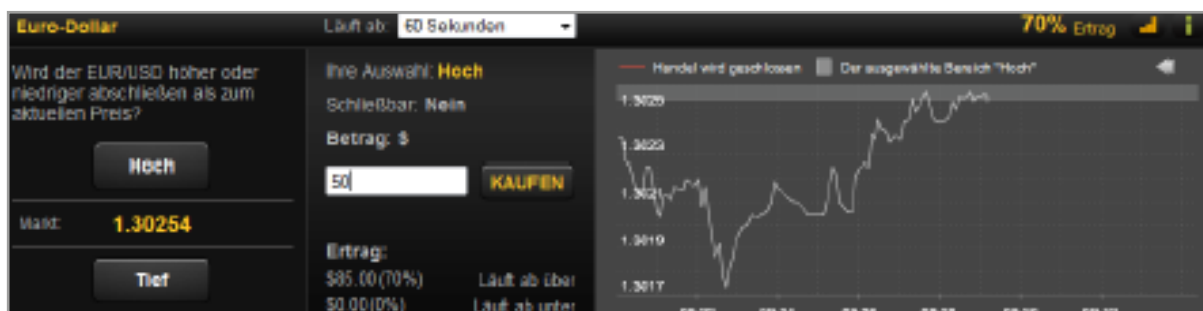 Euro-Dollar
Läuft ab: 60 Sekunden
70% Ertrag
Wird der EUR/USD höher oder
niedriger abschließen als zum
aktuellen Preis?
Hoch
Markt: 1.30254
Tief
Ihre Auswahl: Hoch
Schließbar: Nein
Betrag: $
50
KAUFEN
Ertrag:
$85.00(70%) Läuft ab über
$0.00(0%) Läuft ab unter
Handel wird geschlossen
Der ausgewählte Bereich "Hoch"
1.3025
1.3023
1.3021
1.3019
1.3017